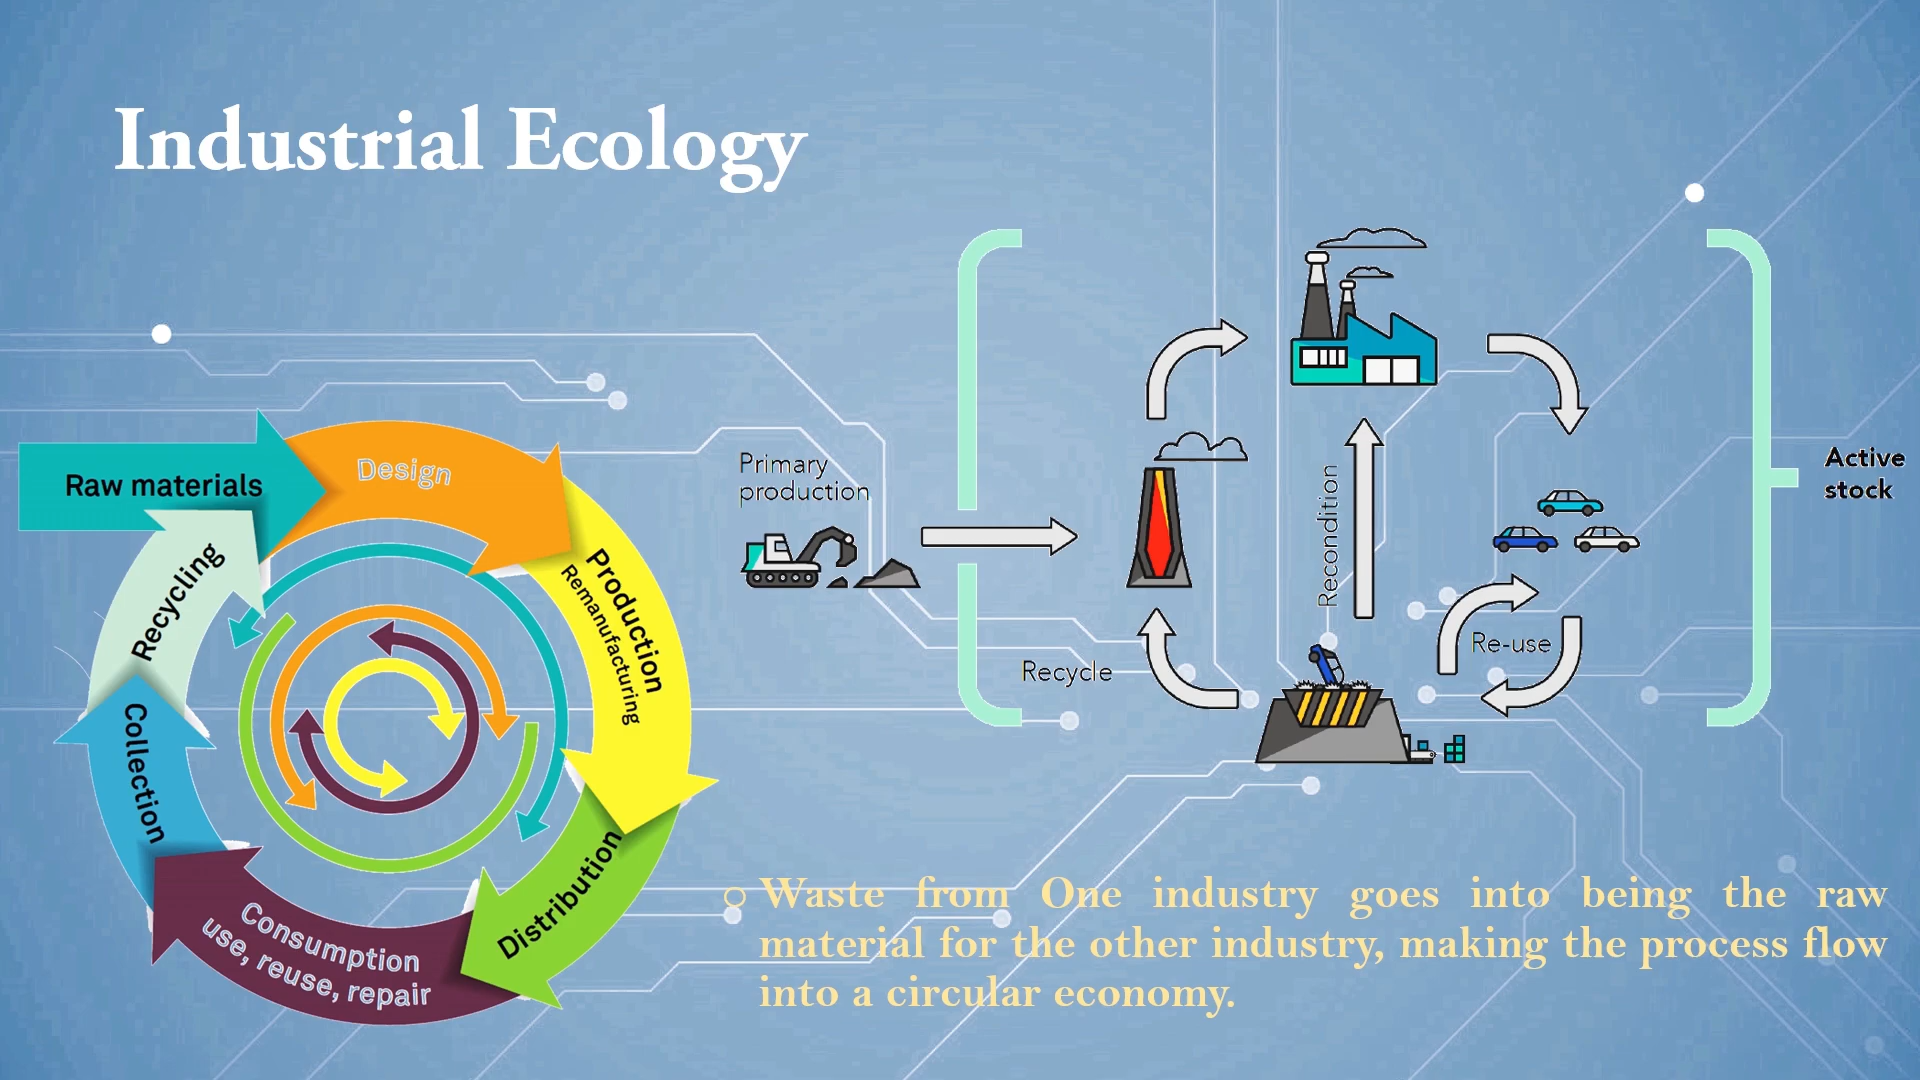 Industrial Ecology
Raw materials
Design
Production
Remanufacturing
Distribution
Consumption
use, reuse, repair
Collection
Recycling
Primary
production
Recycle
Recondition
Re-use
Active
stock
Waste from One industry goes into being the raw
material for the other industry, making the process flow
into a circular economy.